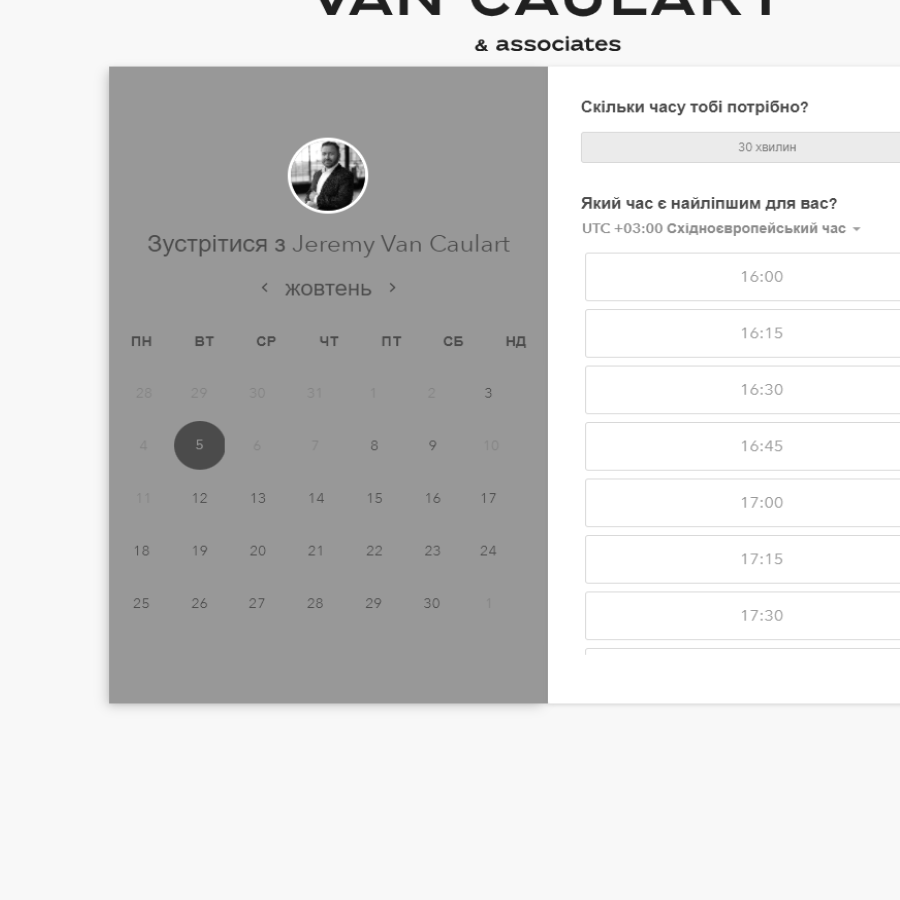 VAN CAULART
& associates
Зустрітися з Jeremy Van Caulart
‹ жовтень ›
ПН ВТ СР ЧТ ПТ СБ НД
28 29 30 31 1 2 3
4 5 6 7 8 9 10
11 12 13 14 15 16 17
18 19 20 21 22 23 24
25 26 27 28 29 30 1
Скільки часу тобі потрібно?
30 хвилин
Який час є найліпшим для вас?
UTC +03:00 Східноєвропейський час
16:00
16:15
16:30
16:45
17:00
17:15
17:30